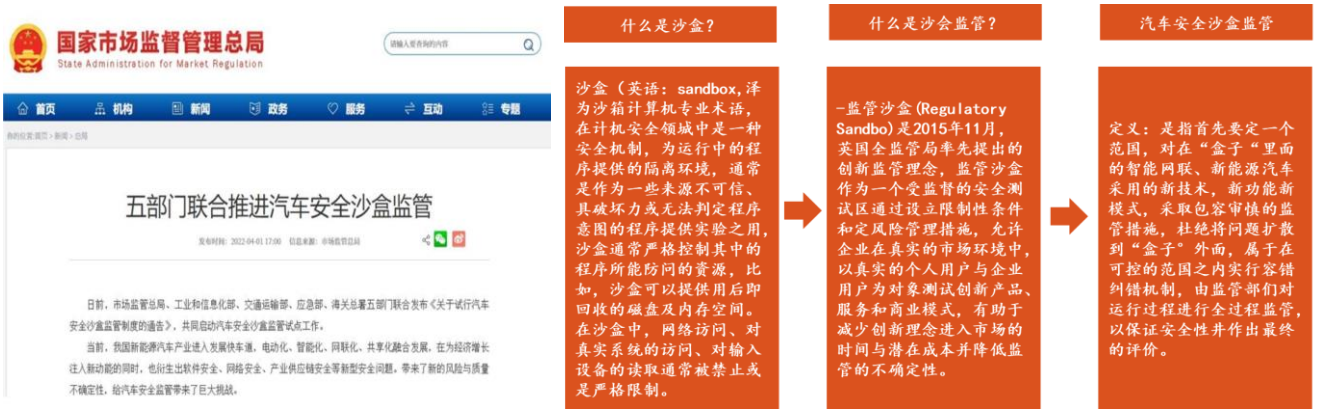 国家市场监督管理总局
State Administration for Market Regulation
请输入要查询的内容
首页 机构 新闻 政务 服务 互动 专题
你的位置:首页 > 新闻 > 总局
五部门联合推进汽车安全沙盒监管
发布时间: 2022-04-01 17:00 信息来源: 市场监管总局
日前，市场监管总局、工业和信息化部、交通运输部、应急部、海关总署五部门联合发布《关于试行汽车
安全沙盒监管制度的通告》，共同启动汽车安全沙盒监管试点工作。
当前，我国新能源汽车产业进入发展快车道，电动化、智能化、网联化、共享化融合发展，在为经济增长
注入新动能的同时，也衍生出软件安全、网络安全、产业供应链安全等新型安全问题，带来了新的风险与质量
不确定性，给汽车安全监管带来了巨大挑战。
什么是沙盒?
沙盒（英语：sandbox,泽
为沙箱计算机专业术语，
在计机安全领城中是一种
安全机制，为运行中的程
序提供的隔离环境，通常
是作为一些来源不可信、
具破坏力或无法判定程序
意图的程序提供实验之用，
沙盒通常严格控制其中的
程序所能防问的资源，比
如，沙盒可以提供用后即
回收的磁盘及内存空间。
在沙盒中，网络访问、对
真实系统的访问、对输入
设备的读取通常被禁止或
是严格限制。
什么是沙会监管?
-监管沙盒(Regulatory
Sandbo)是2015年11月，
英国全监管局率先提出的
创新监管理念，监管沙盒
作为一个受监督的安全测
试区通过设立限制性条件
和定风险管理措施，允许
企业在真实的市场环境中，
以真实的个人用户与企业
用户为对象测试创新产品、
服务和商业模式，有助于
减少创新理念进入市场的
时间与潜在成本并降低监
管的不确定性。
汽车安全沙盒监管
定义：是指首先要定一个
范围，对在“盒子“里面
的智能网联、新能源汽车
采用的新技术，新功能新
模式，采取包容审慎的监
管措施，杜绝将问题扩散
到“盒子°外面，属于在
可控的范围之内实行容错
纠错机制，由监管部们对
运行过程进行全过程监管，
以保证安全性井作出最终
的评价。